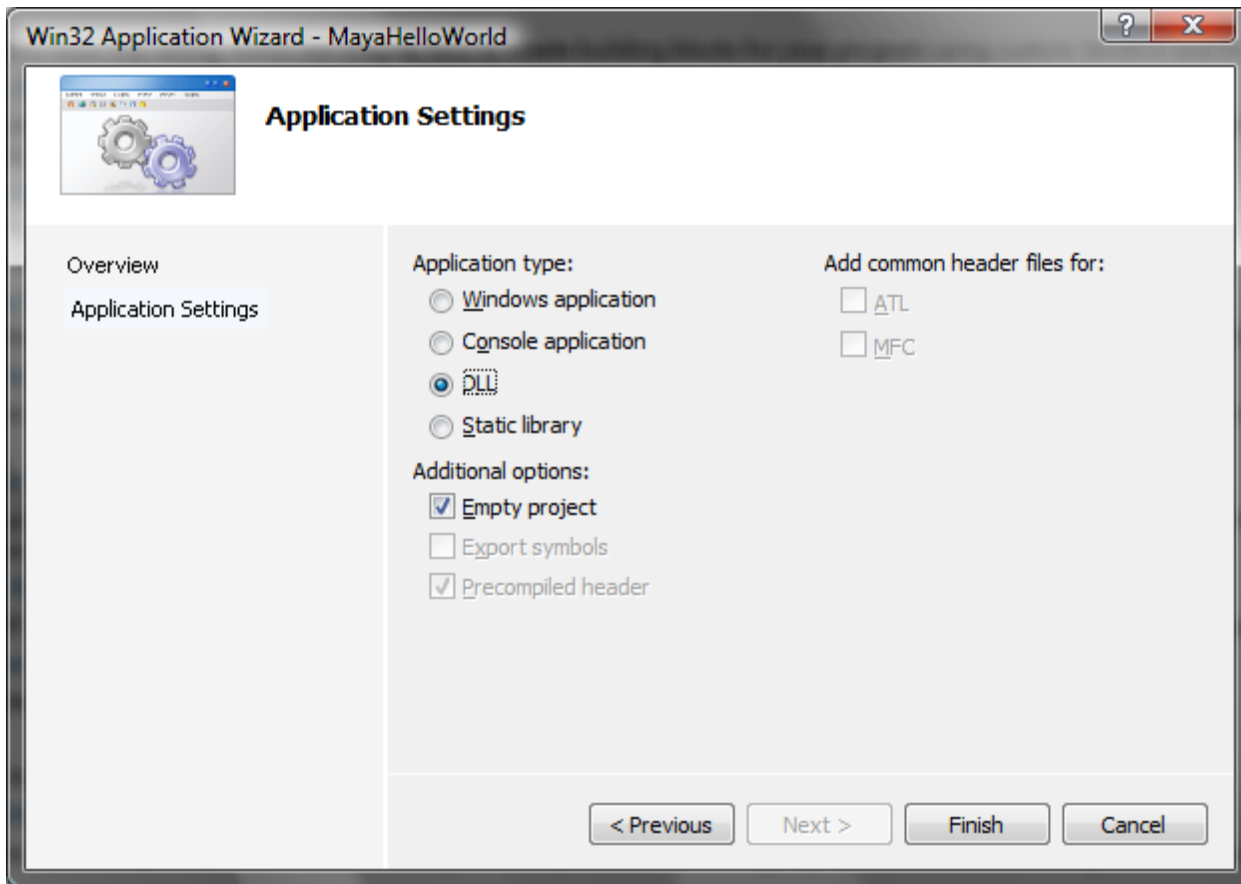 Win32 Application Wizard - MayaHelloWorld
Application Settings
Overview
Application Settings
Application type:
Windows application
Console application
DLL
Static library
Additional options:
Empty project
Export symbols
Precompiled header
Add common header files for:
ATL
MFC
< Previous
Next >
Finish
Cancel